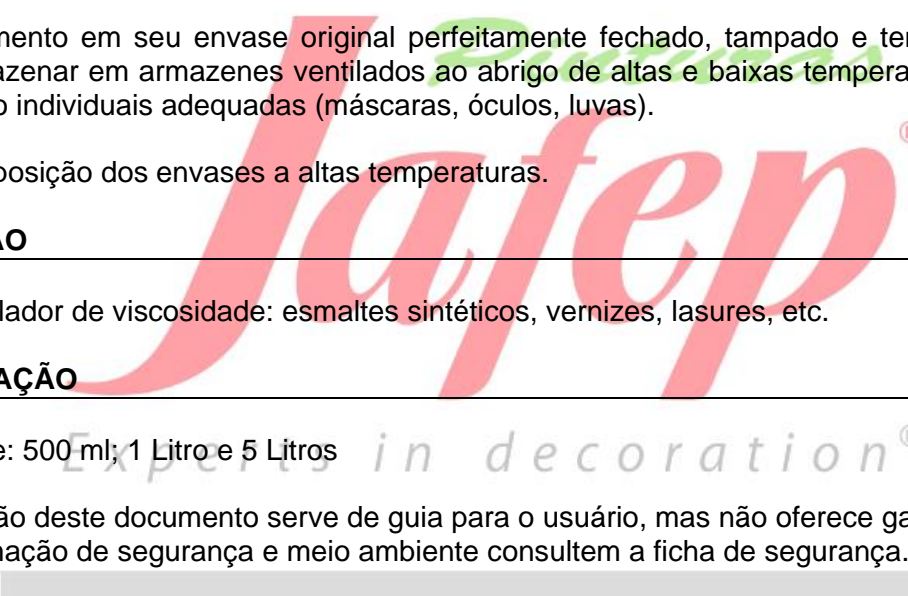 mento em seu envase original perfeitamente fechado, tampado e ter
azenar em armazenes ventilados ao abrigo de altas e baixas tempera
o individuais adequadas (máscaras, óculos, luvas).
Pinturas
Jafep®
posição dos envases a altas temperaturas.
ÃO
lador de viscosidade: esmaltes sintéticos, vernizes, lasures, etc.
AÇÃO
e: 500 ml; 1 Litro e 5 Litros
Experts in decoration®
ão deste documento serve de guia para o usuário, mas não oferece ga
nação de segurança e meio ambiente consultem a ficha de segurança.